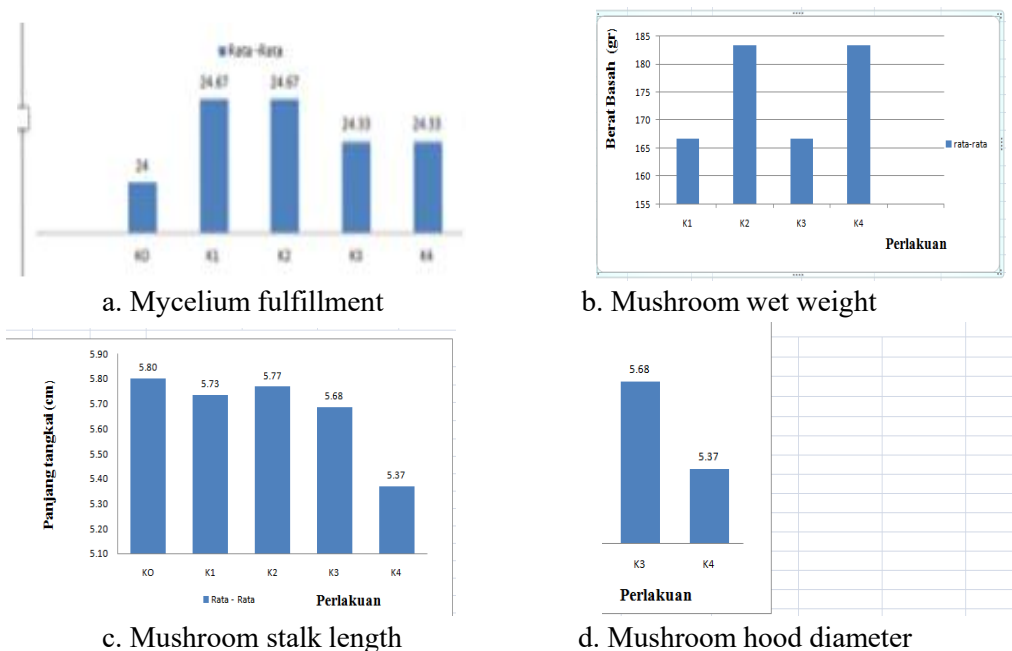 Rata-Rata
24.67 24.67
24.33 24.33
24
KO K1 K2 K3 K4
a. Mycelium fulfillment
Berat Basah (gr)
185
180
175
170
165
160
155
K1 K2 K3 K4
rata-rata
Perlakuan
b. Mushroom wet weight
Panjang tangkai (cm)
5.90
5.80
5.70
5.60
5.50
5.40
5.30
5.20
5.10
5.80
5.73
5.77
5.68
5.37
KO K1 K2 K3 K4
Rata - Rata
Perlakuan
c. Mushroom stalk length
5.68
5.37
K3 K4
Perlakuan
d. Mushroom hood diameter